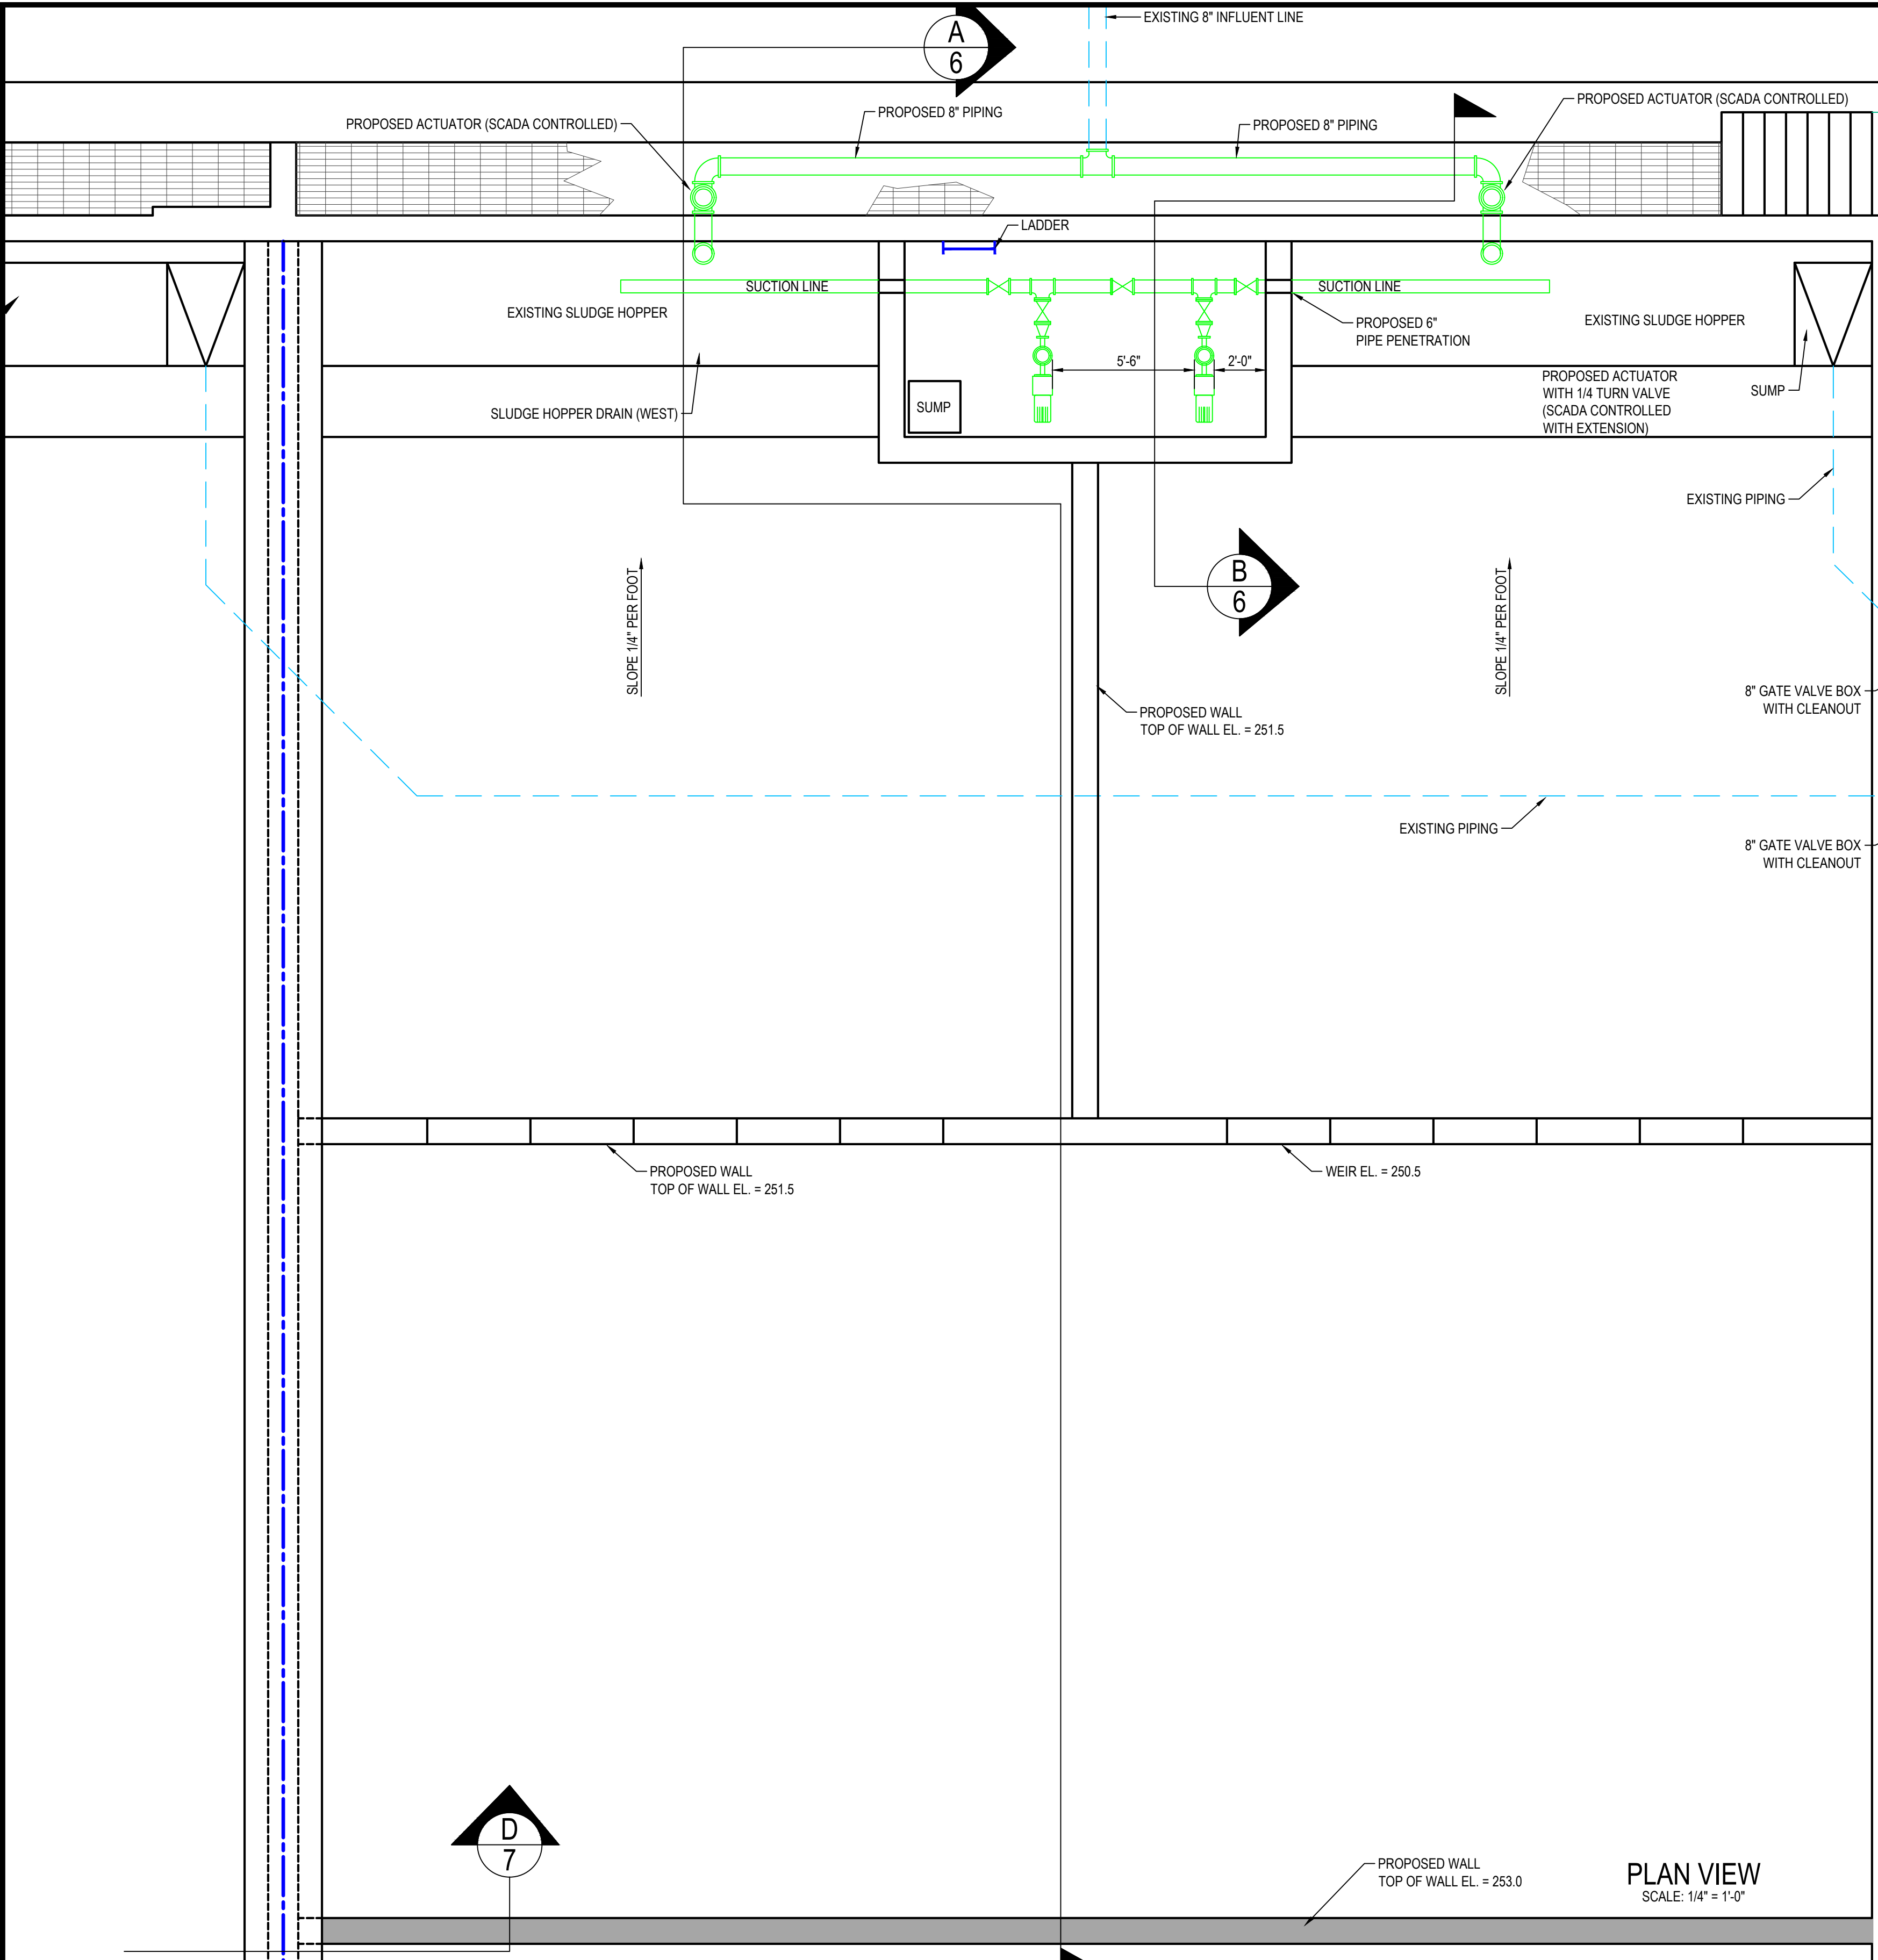 EXISTING 8" INFLUENT LINE
A
6
PROPOSED ACTUATOR (SCADA CONTROLLED)
PROPOSED 8" PIPING
PROPOSED 8" PIPING
PROPOSED ACTUATOR (SCADA CONTROLLED)
LADDER
SUCTION LINE
SUCTION LINE
EXISTING SLUDGE HOPPER
PROPOSED 6"
PIPE PENETRATION
EXISTING SLUDGE HOPPER
5'-6"
2'-0"
SLUDGE HOPPER DRAIN (WEST)
SUMP
PROPOSED ACTUATOR
WITH 1/4 TURN VALVE
(SCADA CONTROLLED
WITH EXTENSION)
SUMP
EXISTING PIPING
B
6
SLOPE 1/4" PER FOOT
SLOPE 1/4" PER FOOT
8" GATE VALVE BOX
WITH CLEANOUT
PROPOSED WALL
TOP OF WALL EL. = 251.5
EXISTING PIPING
8" GATE VALVE BOX
WITH CLEANOUT
PROPOSED WALL
TOP OF WALL EL. = 251.5
WEIR EL. = 250.5
D
7
PROPOSED WALL
TOP OF WALL EL. = 253.0
PLAN VIEW
SCALE: 1/4" = 1'-0"